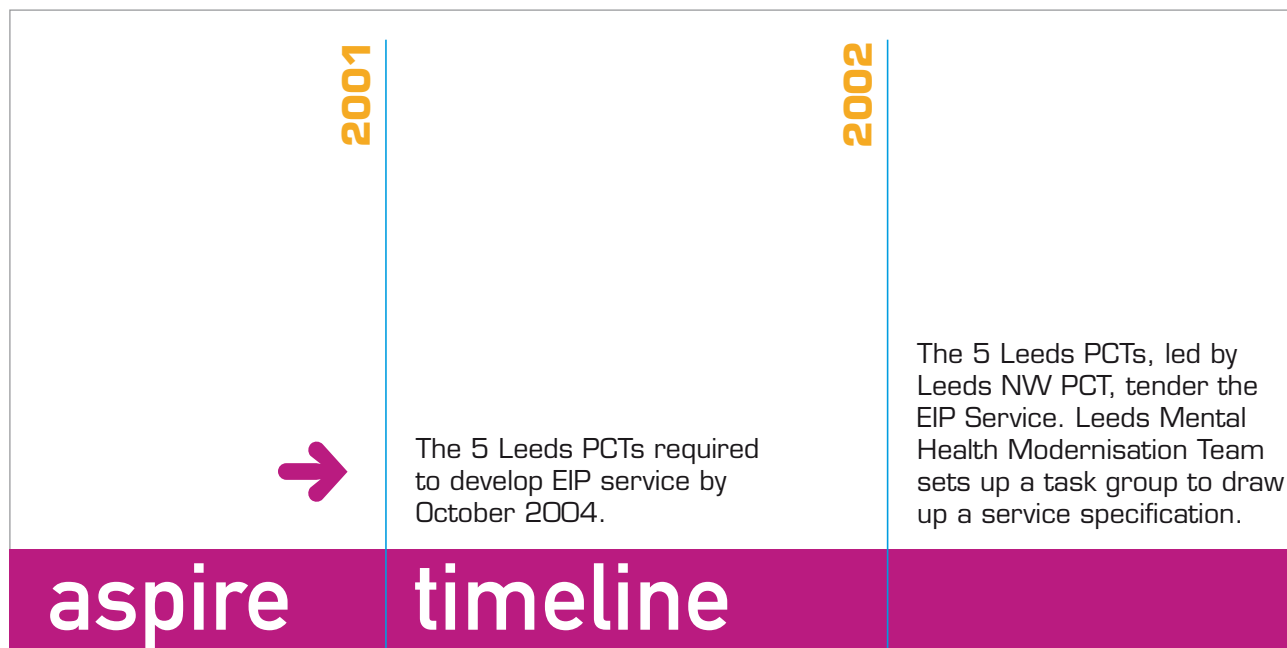 2001
The 5 Leeds PCTs required
to develop EIP service by
October 2004.
2002
The 5 Leeds PCTs, led by
Leeds NW PCT, tender the
EIP Service. Leeds Mental
Health Modernisation Team
sets up a task group to draw
up a service specification.
aspire timeline